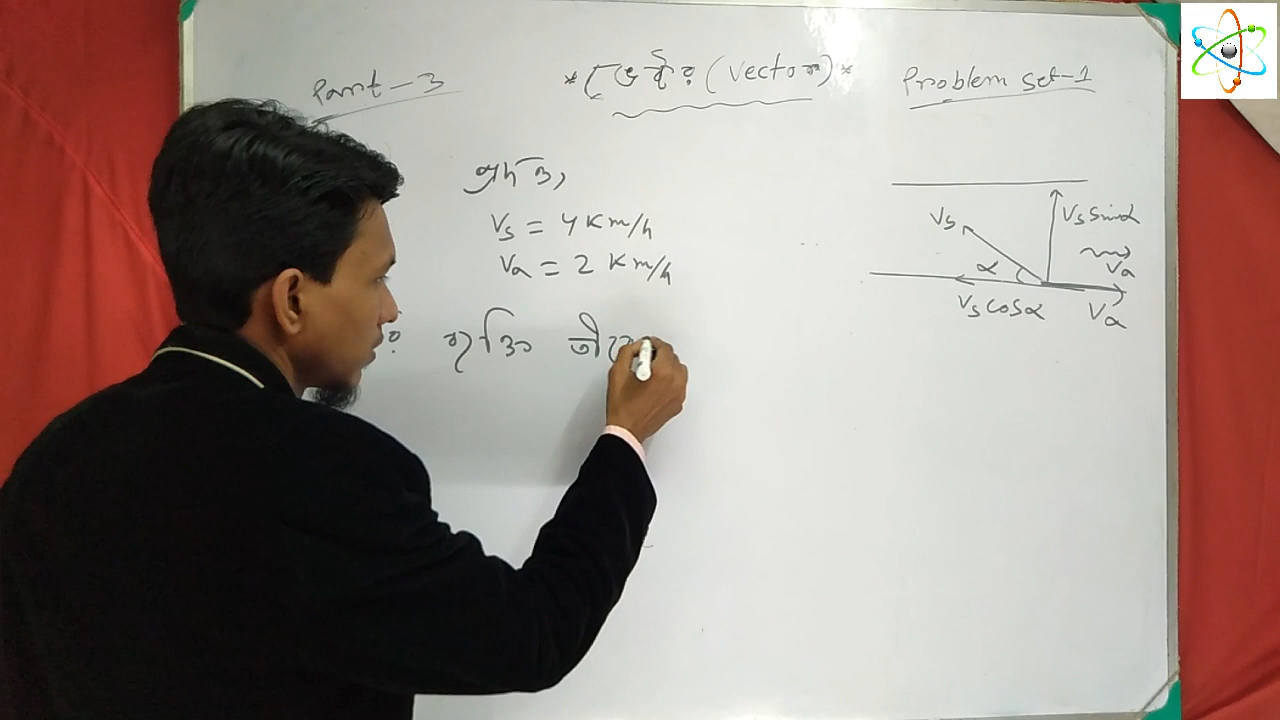 Part-3
* ভেক্টর (Vector) *
Problem Set-1
Vs = 4 Km/h
Va = 2 Km/h
Vs
Vs sinα
α
Va
Vs cosα
Va